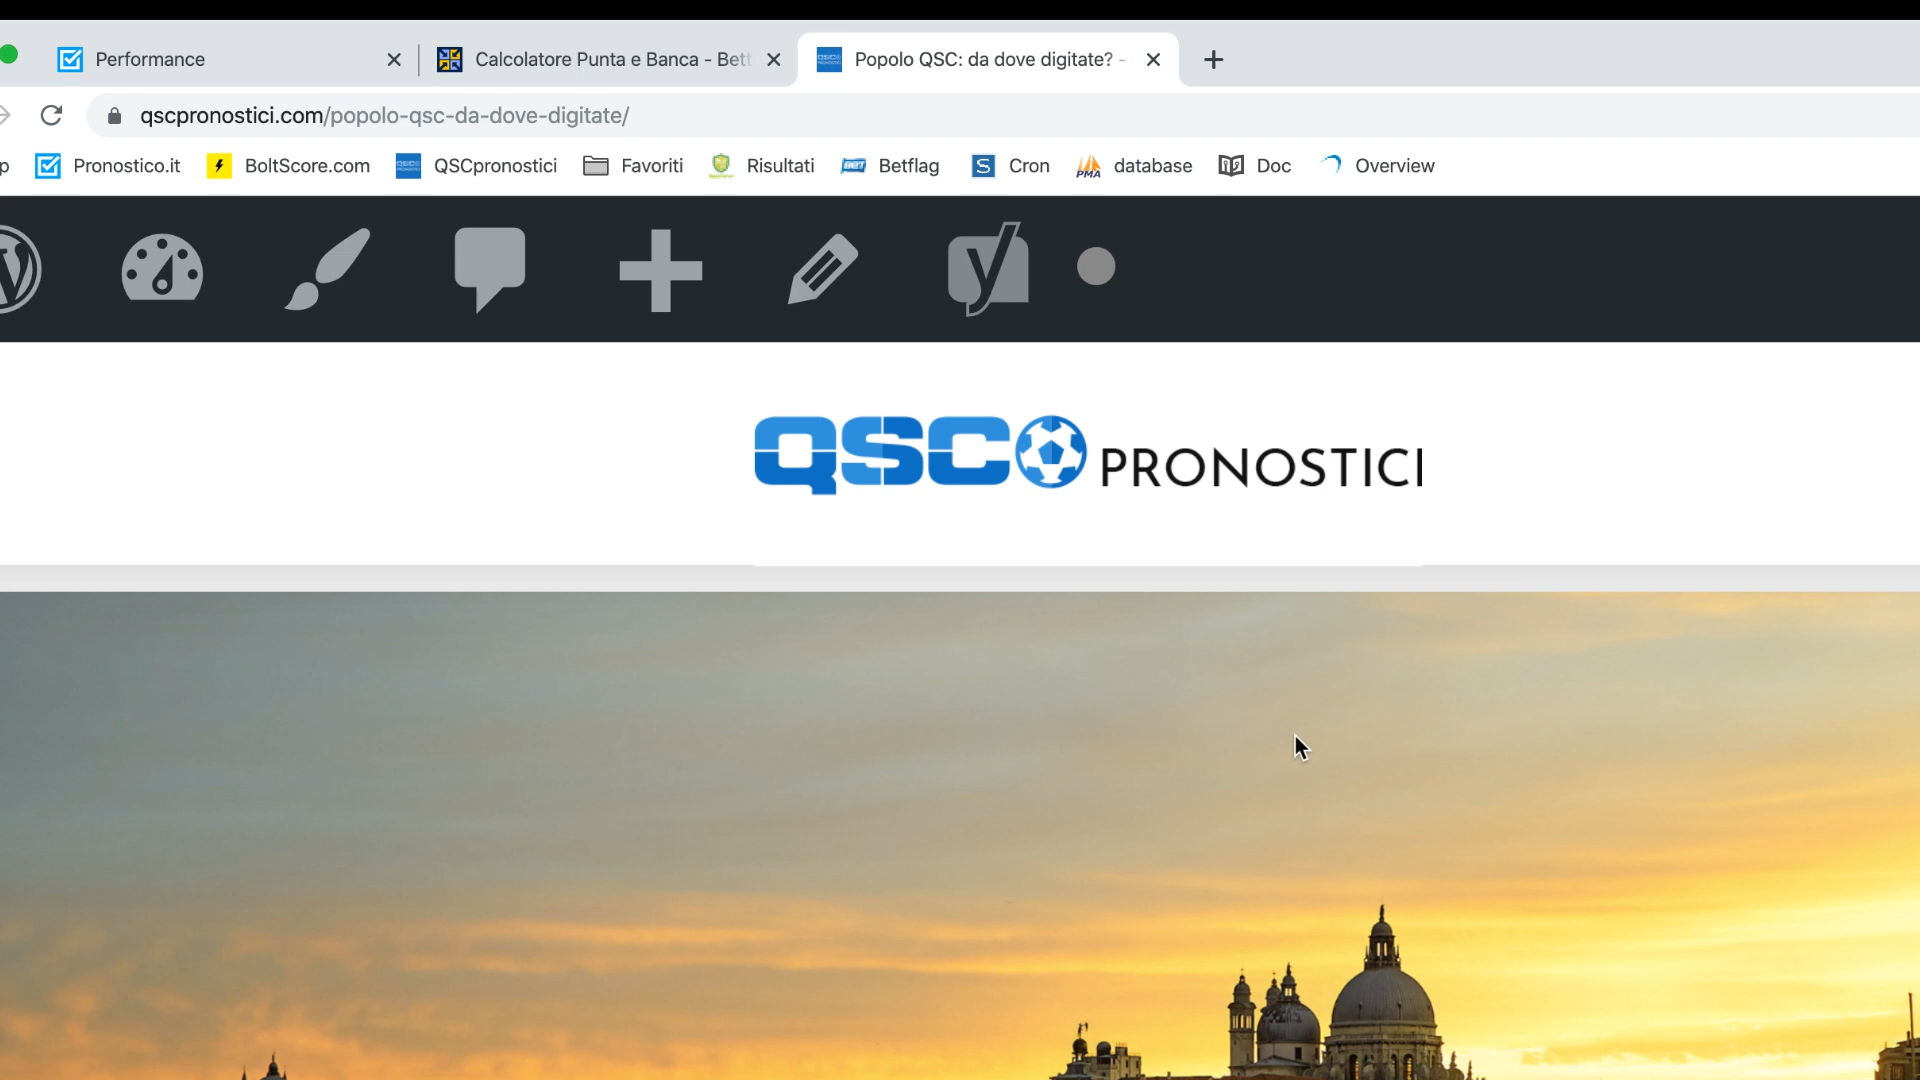 Performance
Calcolatore Punta e Banca - Bett
Popolo QSC: da dove digitate? -
qscpronostici.com/popolo-qsc-da-dove-digitate/
p Pronostico.it BoltScore.com QSCpronostici Favoriti Risultati Betflag Cron database Doc Overview
QSC PRONOSTICI